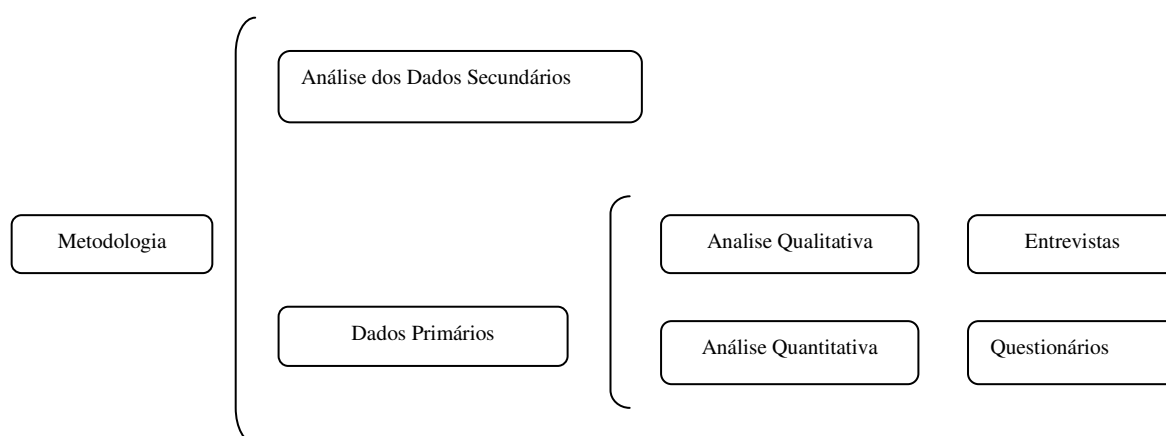 Análise dos Dados Secundários
Metodologia
Analise Qualitativa
Entrevistas
Dados Primários
Análise Quantitativa
Questionários